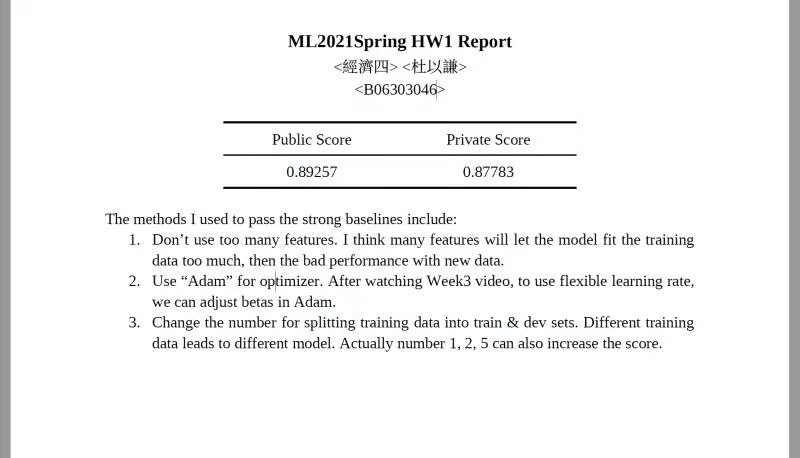 ML2021Spring HW1 Report
<經濟四> <杜以謙>
<B06303046>
Public Score Private Score
0.89257 0.87783
The methods I used to pass the strong baselines include:
1. Don’t use too many features. I think many features will let the model fit the training
data too much, then the bad performance with new data.
2. Use “Adam” for optimizer. After watching Week3 video, to use flexible learning rate,
we can adjust betas in Adam.
3. Change the number for splitting training data into train & dev sets. Different training
data leads to different model. Actually number 1, 2, 5 can also increase the score.